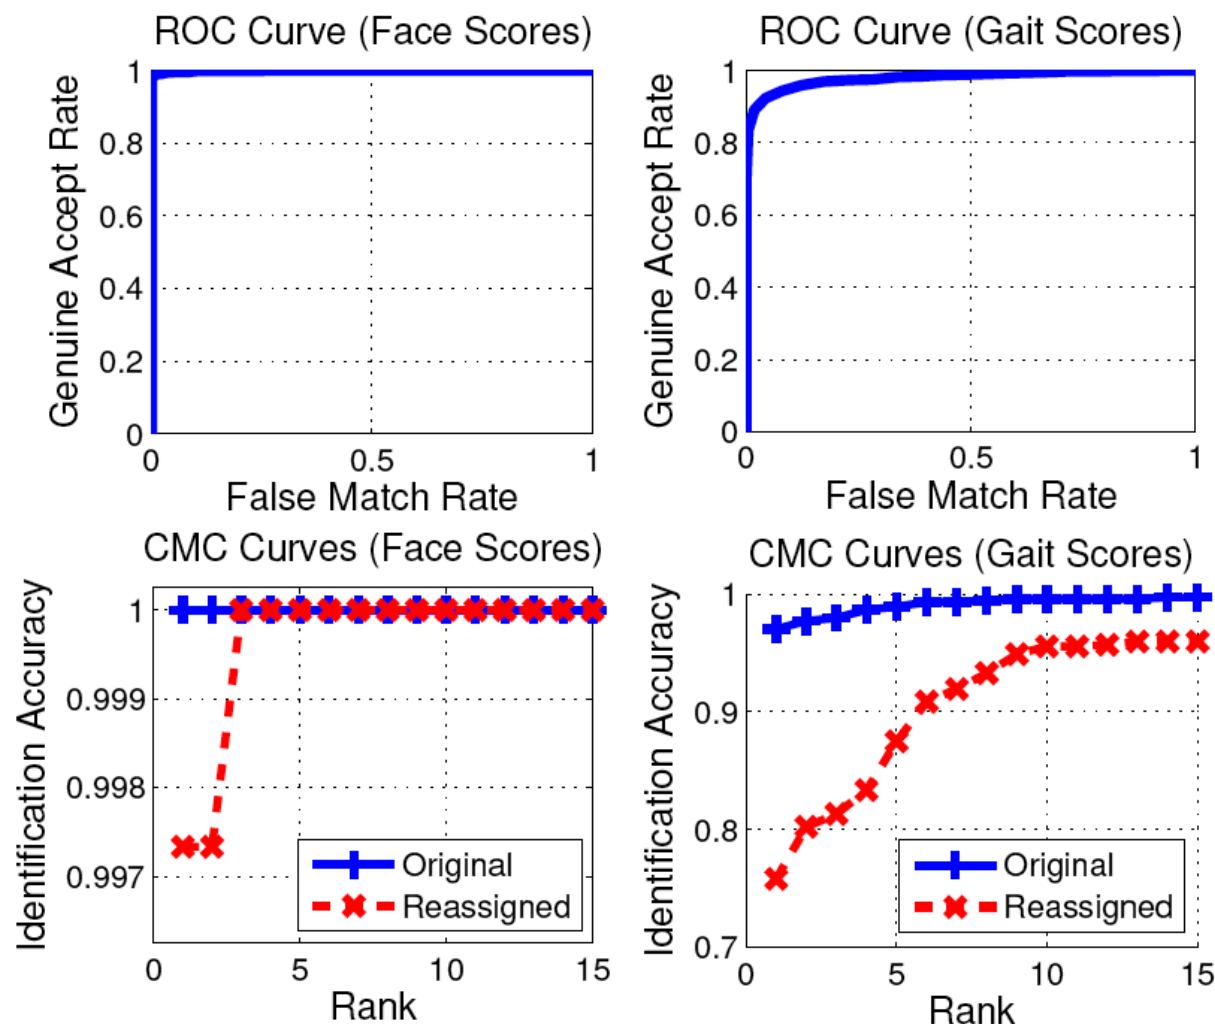 ROC Curve (Face Scores)
Genuine Accept Rate
1
0.8
0.6
0.4
0.2
0
0 0.5 1
False Match Rate
ROC Curve (Gait Scores)
Genuine Accept Rate
1
0.8
0.6
0.4
0.2
0
0 0.5 1
False Match Rate
CMC Curves (Face Scores)
Identification Accuracy
1
0.999
0.998
0.997
Original
Reassigned
0 5 10 15
Rank
CMC Curves (Gait Scores)
Identification Accuracy
1
0.9
0.8
0.7
Original
Reassigned
0 5 10 15
Rank